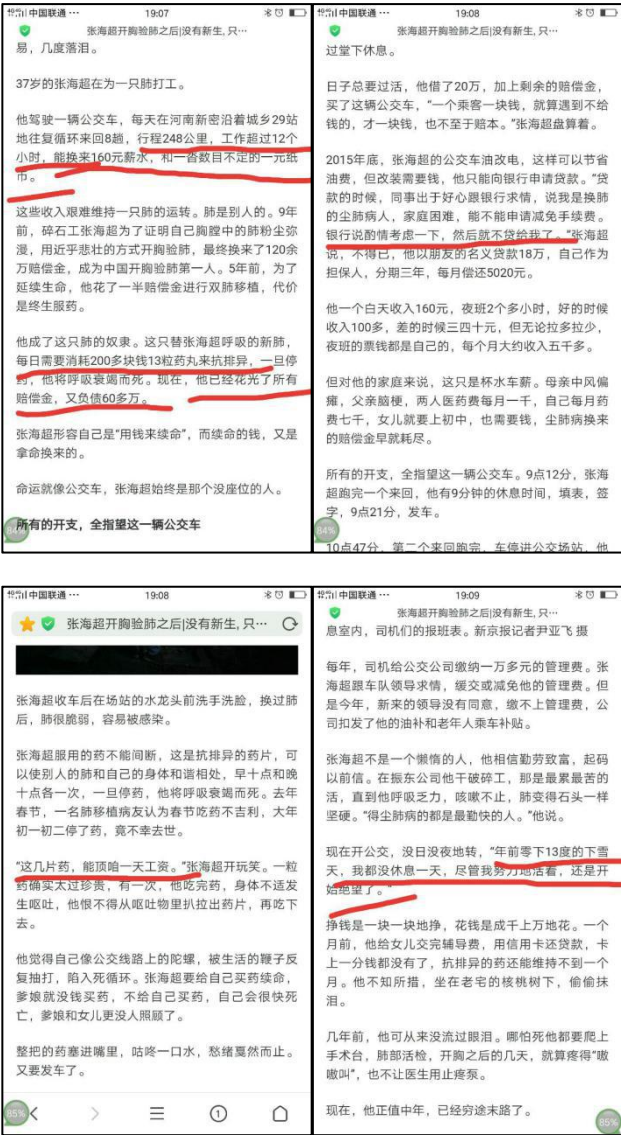 中国联通 ··· 19:07
张海超开胸验肺之后|没有新生, 只···
易，几度落泪。
37岁的张海超在为一只肺打工。
他驾驶一辆公交车，每天在河南新密沿着城乡29站
地往复循环来回8趟，行程248公里，工作超过12个
小时，能换来160元薪水，和一沓数目不定的一元纸
币。
这些收入艰难维持一只肺的运转。肺是别人的。9年
前，碎石工张海超为了证明自己胸膛中的肺粉尘弥
漫，用近乎悲壮的方式开胸验肺，最终换来了120余
万赔偿金，成为中国开胸验肺第一人。5年前，为了
延续生命，他花了一半赔偿金进行双肺移植，代价
是终生服药。
他成了这只肺的奴隶。这只替张海超呼吸的新肺，
每日需要消耗200多块钱13粒药丸来抗排异，一旦停
药，他将呼吸衰竭而死。现在，他已经花光了所有
赔偿金，又负债60多万。
张海超形容自己是“用钱来续命”，而续命的钱，又是
拿命换来的。
命运就像公交车，张海超始终是那个没座位的人。
所有的开支，全指望这一辆公交车
84%
中国联通 ··· 19:08
张海超开胸验肺之后|没有新生, 只···
过堂下休息。
日子总要过活，他借了20万，加上剩余的赔偿金，
买了这辆公交车，“一个乘客一块钱，就算遇到不给
钱的，才一块钱，也不至于赔本。”张海超盘算着。
2015年底，张海超的公交车油改电，这样可以节省
油费，但改装需要钱，他只能向银行申请贷款。“贷
款的时候，同事出于好心跟银行求情，说我是换肺
的尘肺病人，家庭困难，能不能申请减免手续费。
银行说酌情考虑一下，然后就不贷给我了。”张海超
说，不得已，他以朋友的名义贷款18万，自己作为
担保人，分期三年，每月偿还5020元。
他一个白天收入160元，夜班2个多小时，好的时候
收入100多，差的时候三四十元，但无论拉多拉少，
夜班的票钱都是自己的，每个月大约收入五千多。
但对他的家庭来说，这只是杯水车薪。母亲中风偏
瘫，父亲脑梗，两人医药费每月一千，自己每月药
费七千，女儿就要上初中，也需要钱，尘肺病换来
的赔偿金早就耗尽。
所有的开支，全指望这一辆公交车。9点12分，张海
超跑完一个来回，他有9分钟的休息时间，填表，签
字，9点21分，发车。
84%
10点47分，第二个来回跑完，车停进公交场站，他
中国联通 ··· 19:08
张海超开胸验肺之后|没有新生, 只···
张海超收车后在场站的水龙头前洗手洗脸，换过肺
后，肺很脆弱，容易被感染。
张海超服用的药不能间断，这是抗排异的药片，可
以使别人的肺和自己的身体和谐相处，早十点和晚
十点各一次，一旦停药，他将呼吸衰竭而死。去年
春节，一名肺移植病友认为春节吃药不吉利，大年
初一初二停了药，竟不幸去世。
“这几片药，能顶咱一天工资。”张海超开玩笑。一粒
药确实太过珍贵，有一次，他吃完药，身体不适发
生呕吐，他恨不得从呕吐物里扒拉出药片，再吃下
去。
他觉得自己像公交线路上的陀螺，被生活的鞭子反
复抽打，陷入死循环。张海超要给自己买药续命，
爹娘就没钱买药，不给自己买药，自己会很快死
亡，爹娘和女儿更没人照顾了。
整把的药塞进嘴里，咕咚一口水，愁绪戛然而止。
又要发车了。
85%
1
中国联通 ··· 19:09
张海超开胸验肺之后|没有新生, 只···
息室内，司机们的报班表。新京报记者尹亚飞 摄
每年，司机给公交公司缴纳一万多元的管理费。张
海超跟车队领导求情，缓交或减免他的管理费。但
是今年，新来的领导没有同意，缴不上管理费，公
司扣发了他的油补和老年人乘车补贴。
张海超不是一个懒惰的人，他相信勤劳致富，起码
以前信。在振东公司他干破碎工，那是最累最苦的
活，直到他呼吸乏力，咳嗽不止，肺变得石头一样
坚硬。“得尘肺病的都是最勤快的人。”他说。
现在开公交，没日没夜地转，“年前零下13度的下雪
天，我都没休息一天，尽管我努力地活着，还是开
始绝望了。”
挣钱是一块一块地挣，花钱是成千上万地花。一个
月前，他给女儿交完辅导费，用信用卡还贷款，卡
上一分钱都没有了，抗排异的药还能维持不到一个
月。他不知所措，坐在老宅的核桃树下，偷偷抹
泪。
几年前，他可从来没流过眼泪。哪怕死他都要爬上
手术台，肺部活检，开胸之后的几天，就算疼得“嗷
嗷叫”，也不让医生用止疼泵。
现在，他正值中年，已经穷途末路了。
85%